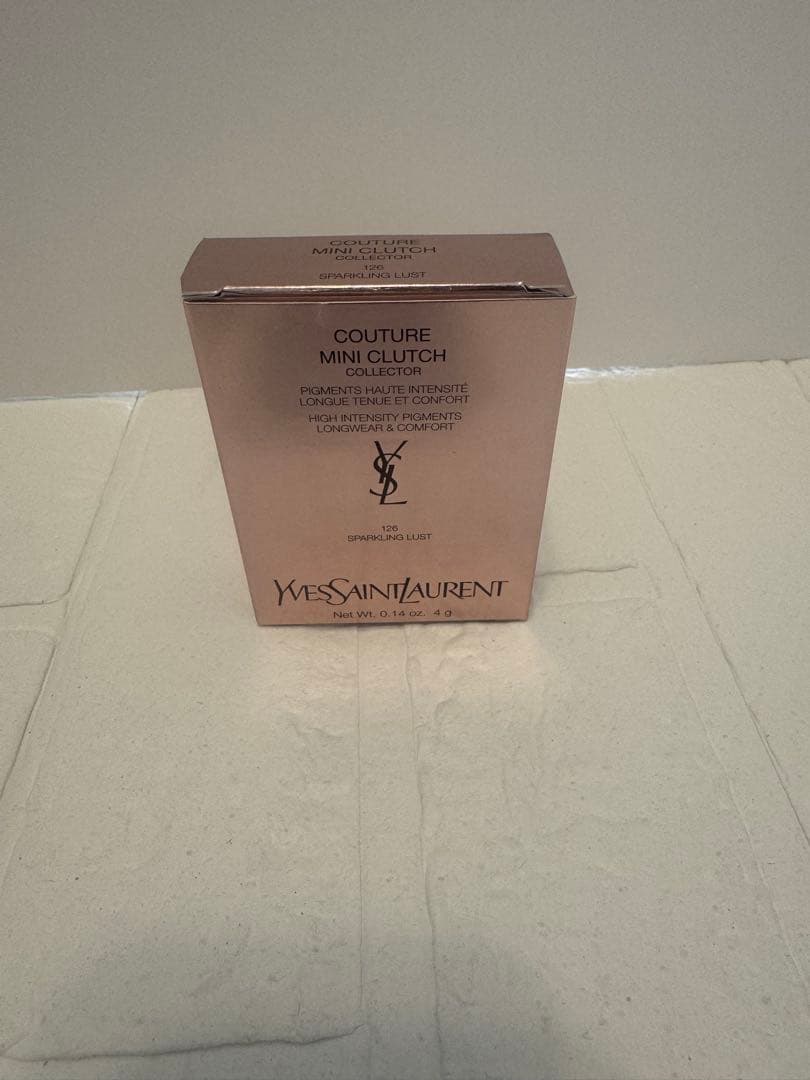 COUTURE
MINI CLUTCH
COLLECTOR
126
SPARKLING LUST
COUTURE
MINI CLUTCH
COLLECTOR
PIGMENTS HAUTE INTENSITÉ
LONGUE TENUE ET CONFORT
HIGH INTENSITY PIGMENTS
LONGWEAR & COMFORT
YSL
126
SPARKLING LUST
YVESSAINTLAURENT
Net Wt. 0.14 oz. 4 g